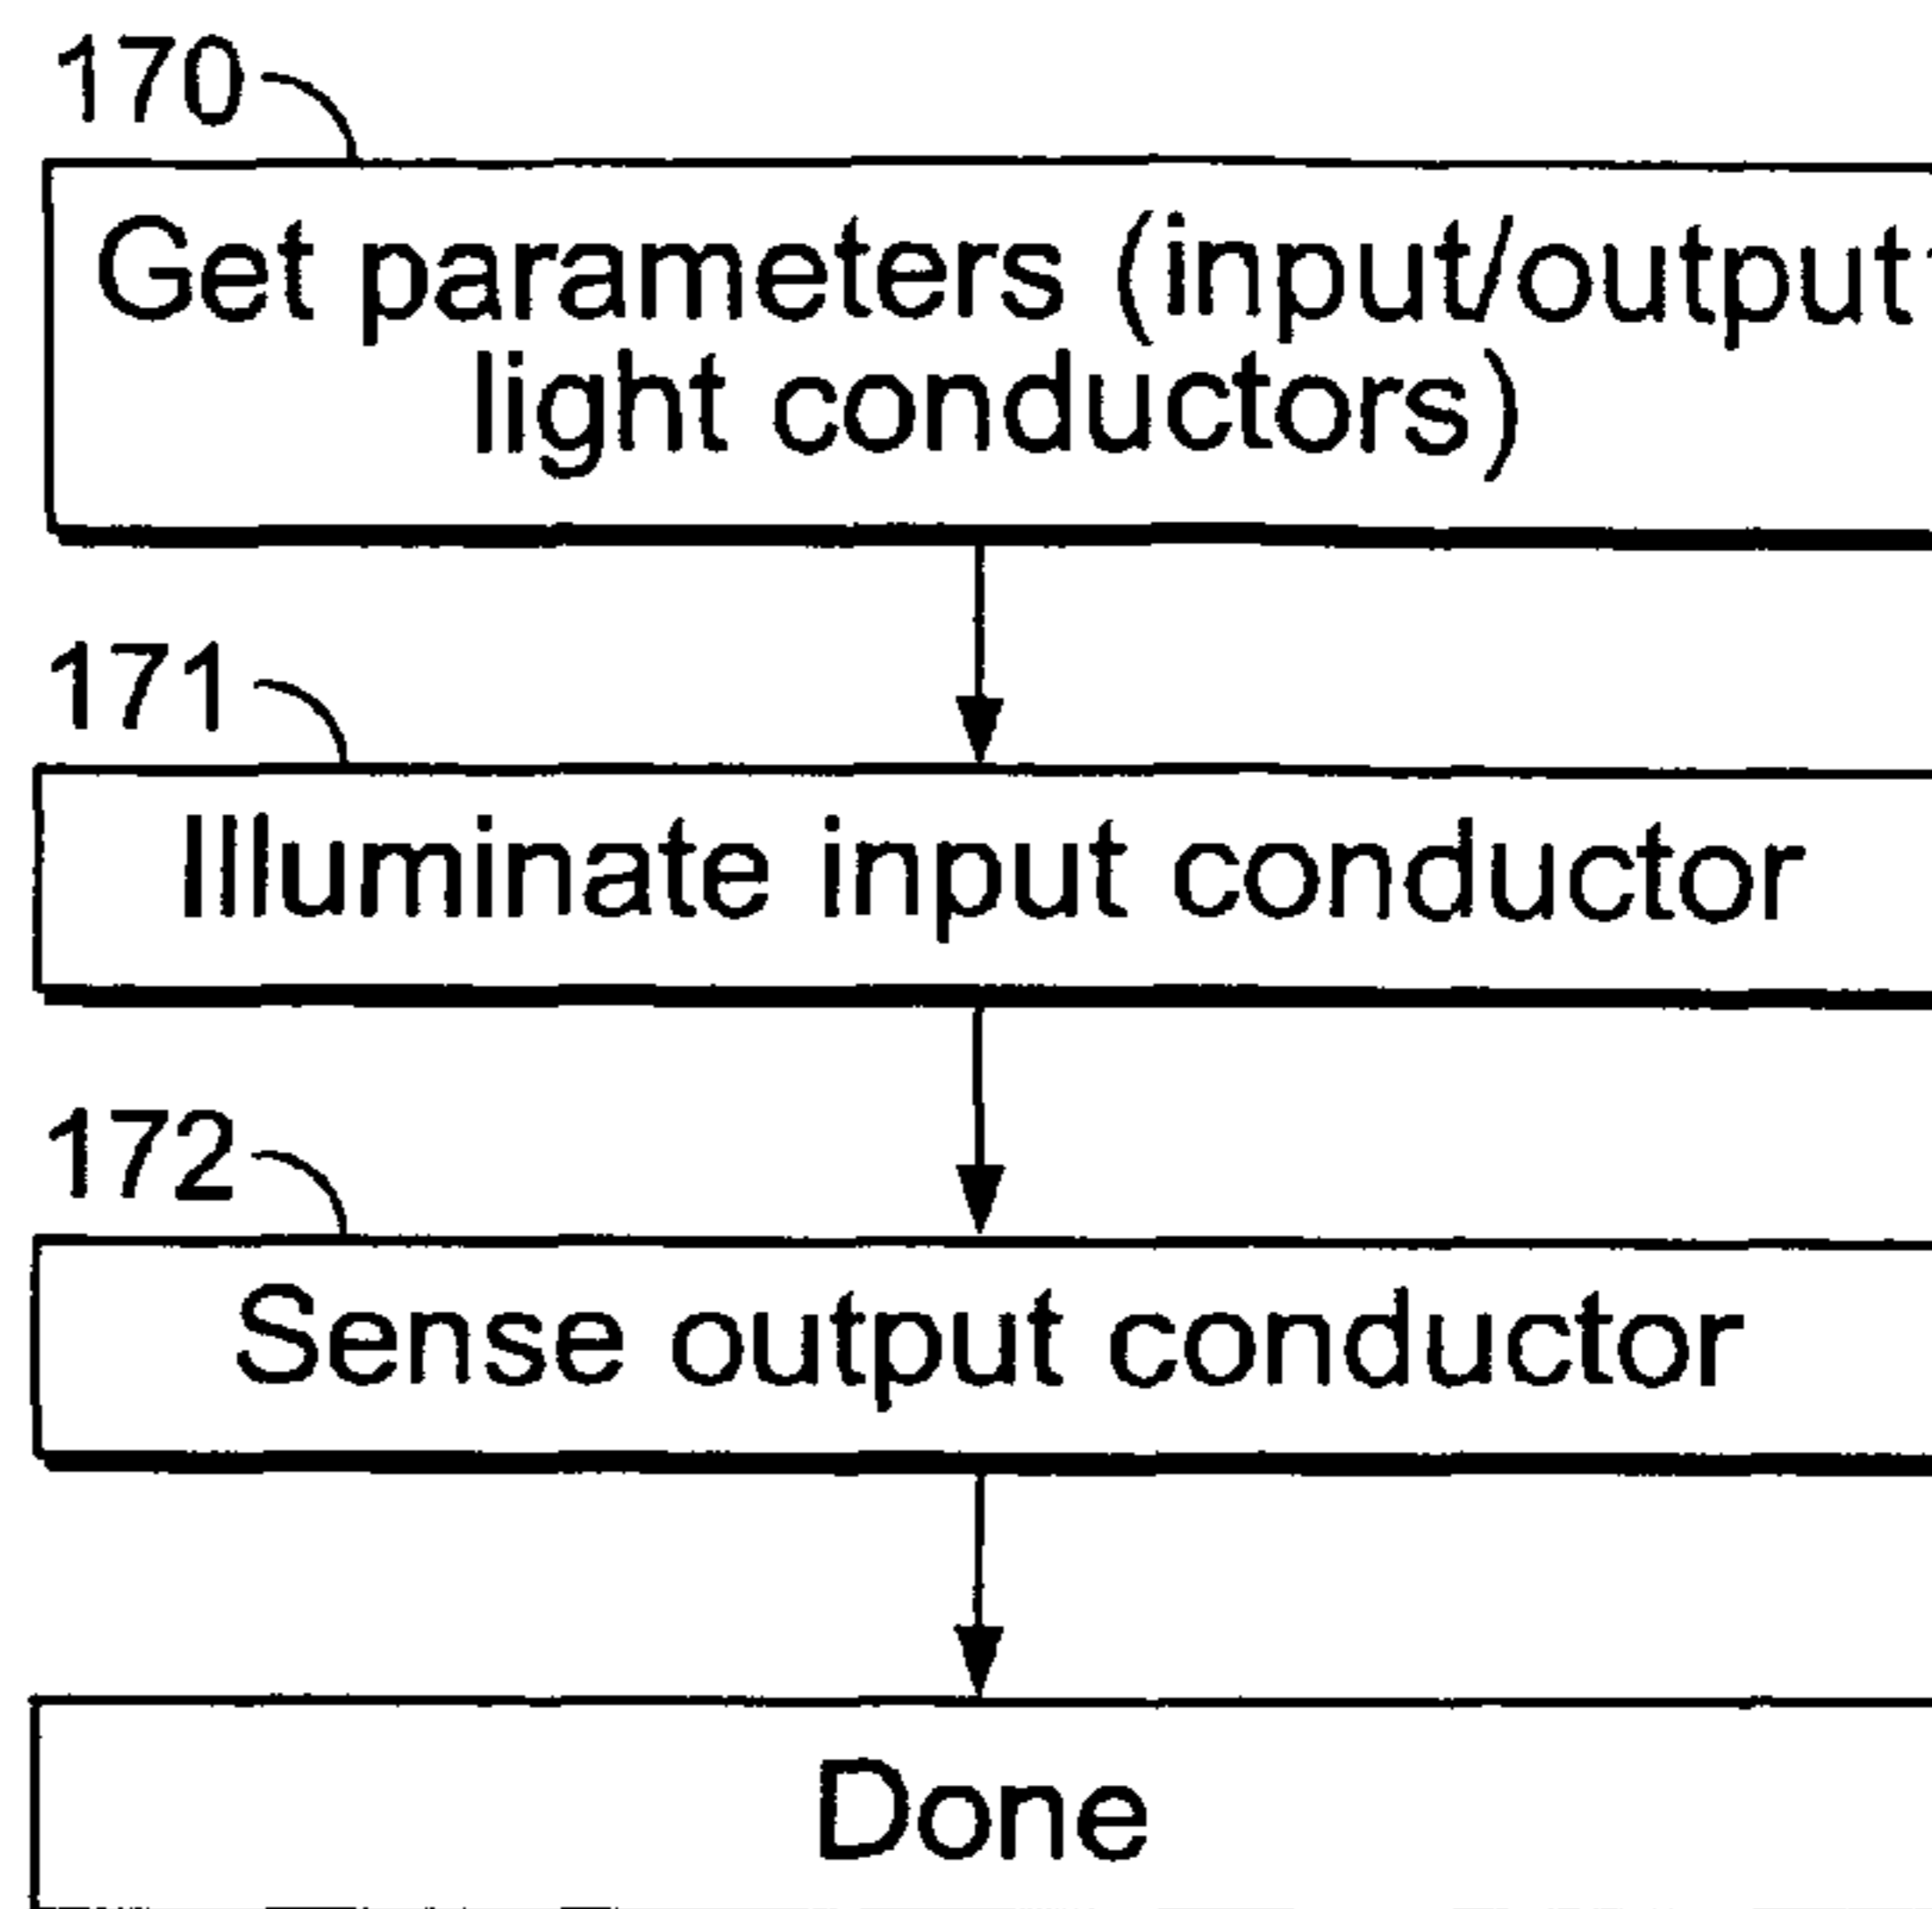 170
Get parameters (input/output
light conductors)
171
Illuminate input conductor
172
Sense output conductor
Done